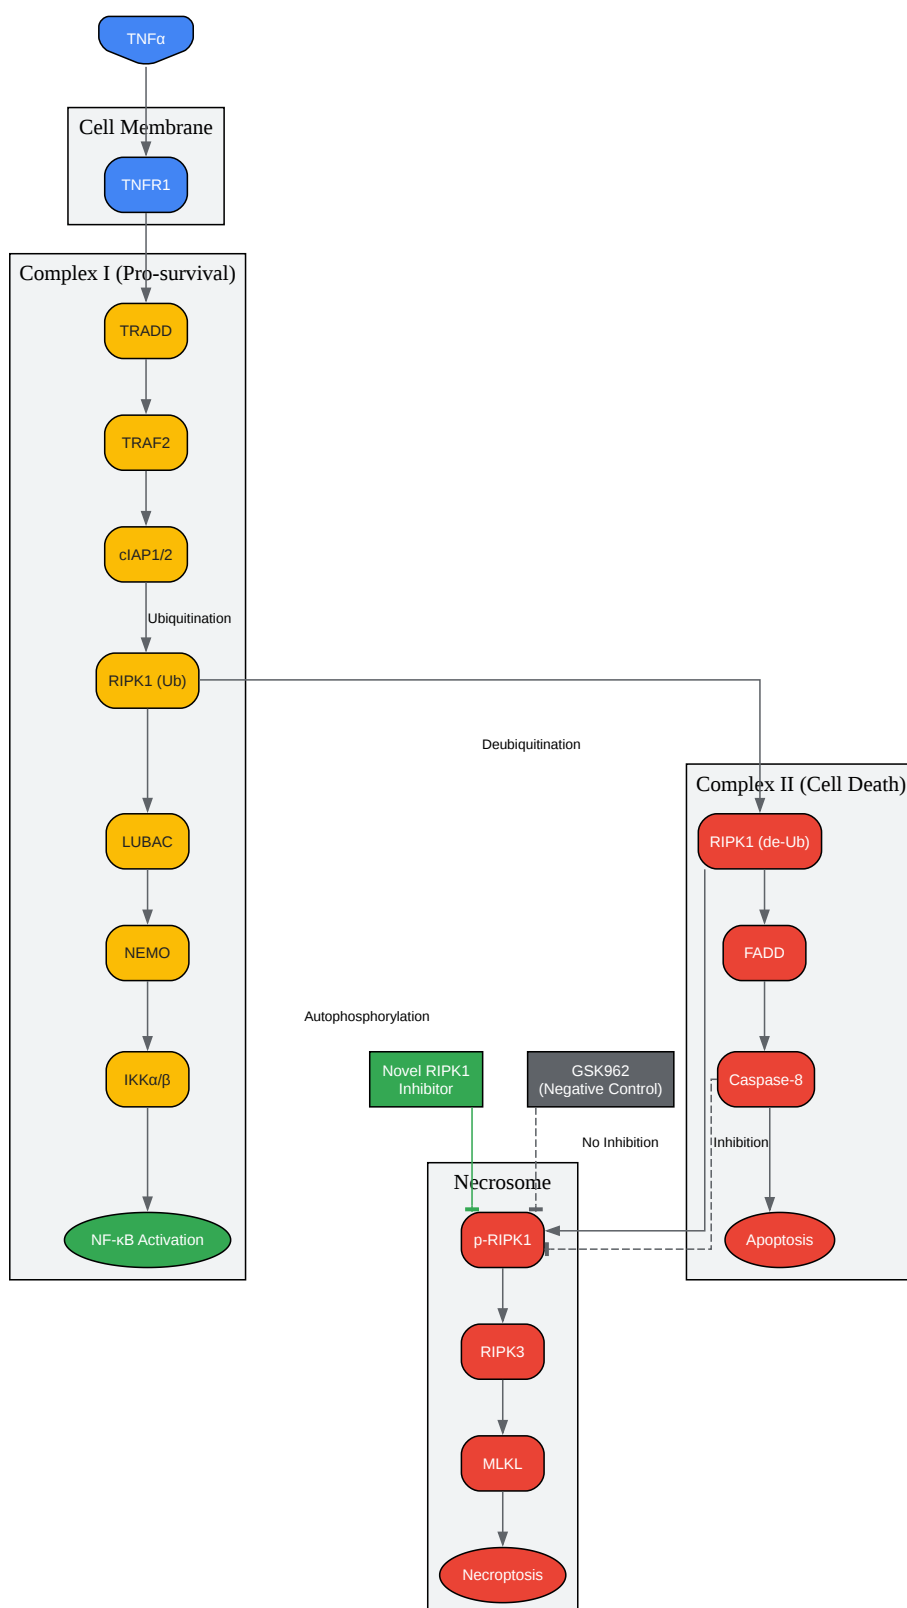 TNFα
Cell Membrane
TNFR1
Complex I (Pro-survival)
TRADD
TRAF2
cIAP1/2
Ubiquitination
RIPK1 (Ub)
Deubiquitination
Complex II (Cell Death)
LUBAC
RIPK1 (de-Ub)
NEMO
FADD
Autophosphorylation
IKKα/β
Novel RIPK1
Inhibitor
GSK962
(Negative Control)
Caspase-8
No Inhibition
Inhibition
Necrosome
NF-κB Activation
p-RIPK1
Apoptosis
RIPK3
MLKL
Necroptosis